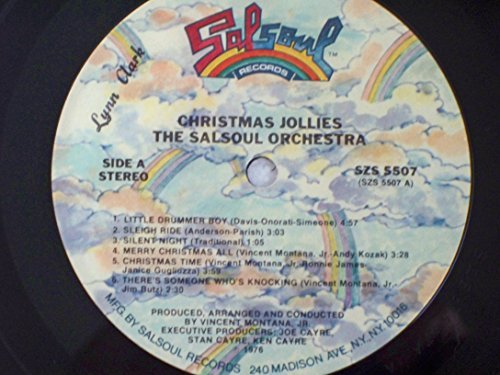 Lynn Clark
Salsoul
TM
RECORDS
CHRISTMAS JOLLIES
THE SALSOUL ORCHESTRA
SIDE A
STEREO
SZS 5507
(SZS 5507 A)
1. LITTLE DRUMMER BOY (Davis-Onorati-Simeone) 4:57
2. SLEIGH RIDE (Anderson-Parish) 3:03
3. SILENT NIGHT (Traditional) 1:05
4. MERRY CHRISTMAS ALL (Vincent Montana, Jr.-Andy Kozak) 3:28
5. CHRISTMAS TIME (Vincent Montana, Jr. Ronnie James-
Janice Gugliozza) 3:59
6. THERE'S SOMEONE WHO'S KNOCKING (Vincent Montana, Jr.-
Jim Butz) 2:30
PRODUCED, ARRANGED AND CONDUCTED
BY VINCENT MONTANA, JR.
EXECUTIVE PRODUCERS: JOE CAYRE,
STAN CAYRE, KEN CAYRE
1976
MFG. BY SALSOUL RECORDS 240 MADISON AVE, NY, NY 10016